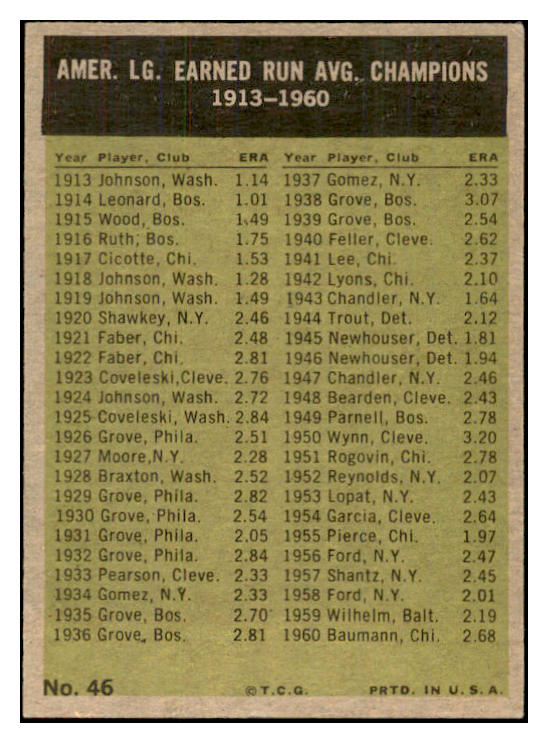 AMER. LG. EARNED RUN AVG. CHAMPIONS
1913-1960
Year Player, Club ERA Year Player, Club ERA
1913 Johnson, Wash. 1.14 1937 Gomez, N.Y. 2.33
1914 Leonard, Bos. 1.01 1938 Grove, Bos. 3.07
1915 Wood, Bos. 1.49 1939 Grove, Bos. 2.54
1916 Ruth, Bos. 1.75 1940 Feller, Cleve. 2.62
1917 Cicotte, Chi. 1.53 1941 Lee, Chi. 2.37
1918 Johnson, Wash. 1.28 1942 Lyons, Chi. 2.10
1919 Johnson, Wash. 1.49 1943 Chandler, N.Y. 1.64
1920 Shawkey, N.Y. 2.46 1944 Trout, Det. 2.12
1921 Faber, Chi. 2.48 1945 Newhouser, Det. 1.81
1922 Faber, Chi. 2.81 1946 Newhouser, Det. 1.94
1923 Coveleski, Cleve. 2.76 1947 Chandler, N.Y. 2.46
1924 Johnson, Wash. 2.72 1948 Bearden, Cleve. 2.43
1925 Coveleski, Wash. 2.84 1949 Parnell, Bos. 2.78
1926 Grove, Phila. 2.51 1950 Wynn, Cleve. 3.20
1927 Moore, N.Y. 2.28 1951 Rogovin, Chi. 2.78
1928 Braxton, Wash. 2.52 1952 Reynolds, N.Y. 2.07
1929 Grove, Phila. 2.82 1953 Lopat, N.Y. 2.43
1930 Grove, Phila. 2.54 1954 Garcia, Cleve. 2.64
1931 Grove, Phila. 2.05 1955 Pierce, Chi. 1.97
1932 Grove, Phila. 2.84 1956 Ford, N.Y. 2.47
1933 Pearson, Cleve. 2.33 1957 Shantz, N.Y. 2.45
1934 Gomez, N.Y. 2.33 1958 Ford, N.Y. 2.01
1935 Grove, Bos. 2.70 1959 Wilhelm, Balt. 2.19
1936 Grove, Bos. 2.81 1960 Baumann, Chi. 2.68
No. 46 © T.C.G. PRTD. IN U.S.A.